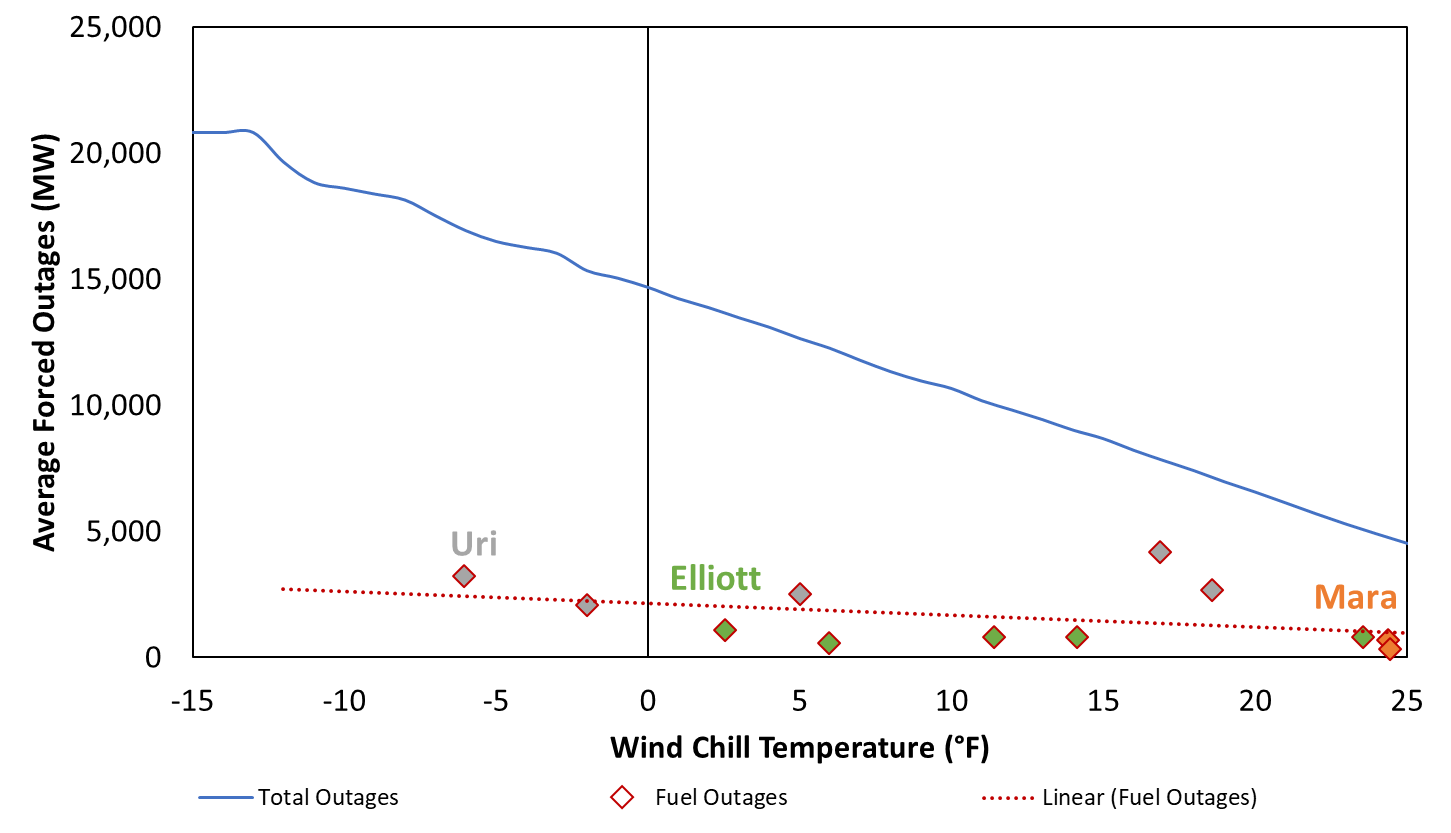 25,000
20,000
15,000
10,000
5,000
0
Average Forced Outages (MW)
Uri
Elliott
Mara
-15 -10 -5 0 5 10 15 20 25
Wind Chill Temperature (°F)
Total Outages Fuel Outages Linear (Fuel Outages)